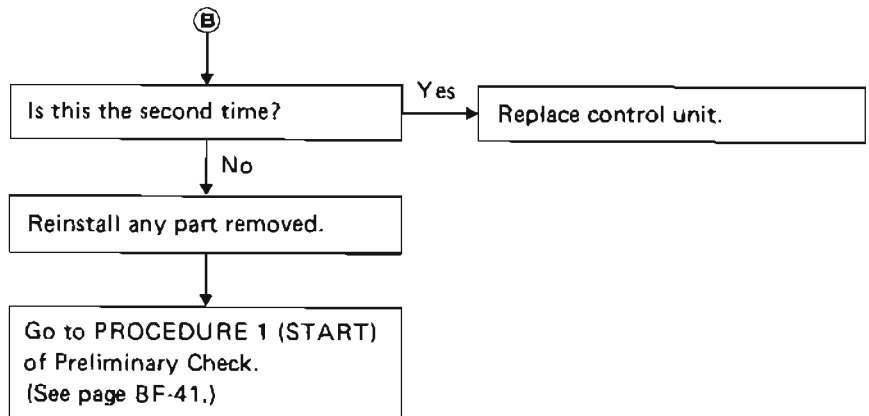 B
Is this the second time?
Yes
Replace control unit.
No
Reinstall any part removed.
Go to PROCEDURE 1 (START)
of Preliminary Check.
(See page BF-41.)